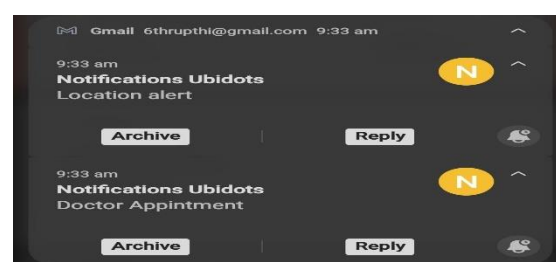 Gmail 6thrupthi@gmail.com 9:33 am
9:33 am
N
Notifications Ubidots
Location alert
Archive Reply
9:33 am
N
Notifications Ubidots
Doctor Appintment
Archive Reply